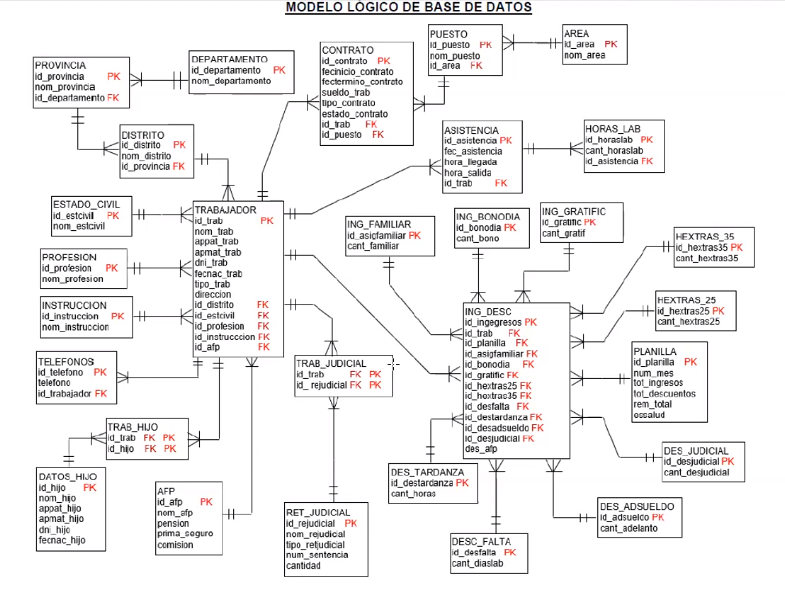 MODELO LÓGICO DE BASE DE DATOS
PROVINCIA
id_provincia PK
nom_provincia
id_departamento FK
DEPARTAMENTO
id_departamento PK
nom_departamento
CONTRATO
id_contrato PK
fecinicio_contrato
fectermino_contrato
sueldo_trab
tipo_contrato
estado_contrato
id_trab FK
id_puesto FK
PUESTO
id_puesto PK
nom_puesto
id_area FK
AREA
id_area PK
nom_area
DISTRITO
id_distrito PK
nom_distrito
id_provincia FK
ASISTENCIA
id_asistencia PK
fec_asistencia
hora_llegada
hora_salida
id_trab FK
HORAS_LAB
id_horaslab PK
cant_horaslab
id_asistencia FK
ESTADO_CIVIL
id_estcivil PK
nom_estcivil
TRABAJADOR
id_trab PK
nom_trab
appat_trab
apmat_trab
dni_trab
fecnac_trab
tipo_trab
direccion
id_distrito FK
id_estcivil FK
id_profesion FK
id_instrucccion FK
id_afp FK
ING_FAMILIAR
id_asigfamiliar PK
cant_familiar
ING_BONODIA
id_bonodia PK
cant_bono
ING_GRATIFIC
id_gratific PK
cant_gratif
HEXTRAS_35
id_hextras35 PK
cant_hextras35
PROFESION
id_profesion PK
nom_profesion
INSTRUCCION
id_instruccion PK
nom_instruccion
ING_DESC
id_ingegresos PK
id_trab FK
id_planilla FK
id_asigfamiliar FK
id_bonodia FK
id_gratific FK
id_hextras25 FK
id_hoxtras35 FK
id_desfalta FK
id_destardanza FK
id_desadsueldo FK
id_desjudicial FK
des_afp
HEXTRAS_25
id_hextras25 PK
cant_hextras25
PLANILLA
id_planilla PK
num_mes
tot_ingresos
tot_descuentos
rem_total
ossalud
TELEFONOS
id_telefono PK
telefono
id_trabajador FK
TRAB_JUDICIAL
id_trab FK PK
id_rejudicial FK PK
TRAB_HIJO
id_trab FK PK
id_hijo FK PK
DES_JUDICIAL
id_desjudicial PK
cant_desjudicial
DATOS_HIJO
id_hijo PK
nom_hijo
appat_hijo
apmat_hijo
dni_hijo
fecnac_hijo
AFP
id_afp PK
nom_afp
pension
prima_seguro
comision
DES_TARDANZA
id_destardanza PK
cant_horas
RET_JUDICIAL
id_rejudicial PK
nom_rejudicial
tipo_retjudicial
num_sentencia
cantidad
DES_ADSUELDO
id_adsueldo PK
cant_adelanto
DESC_FALTA
id_desfalta PK
cant_diaslab